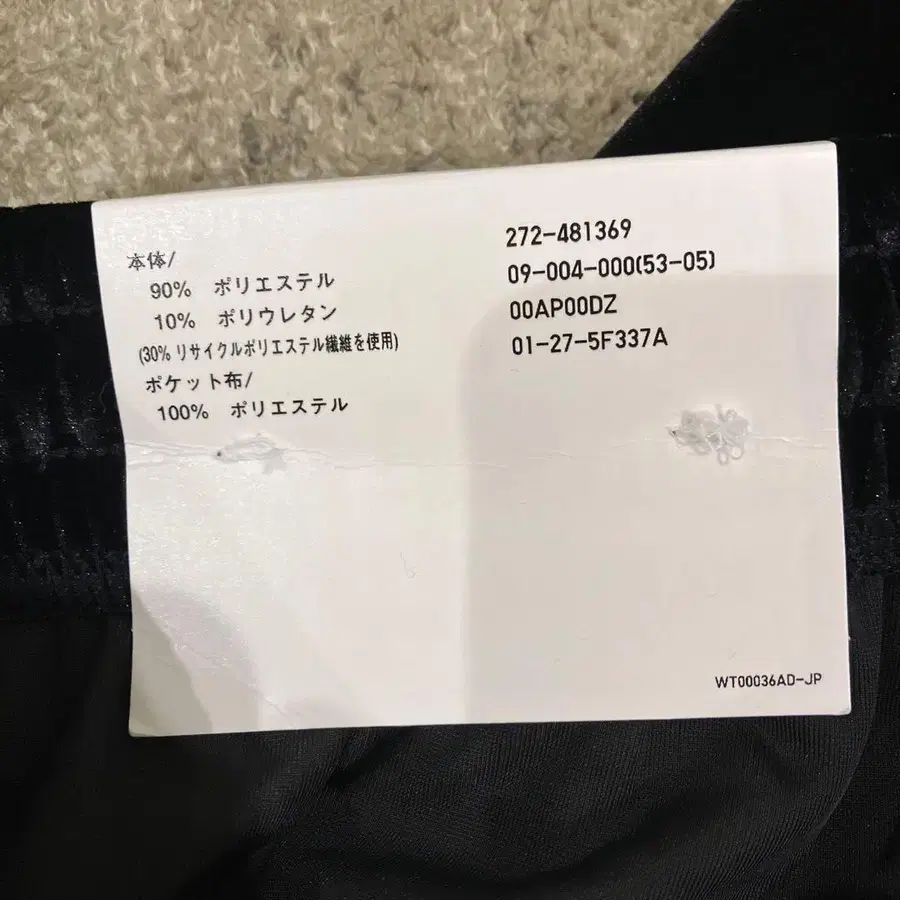 本体/
90% ポリエステル
10% ポリウレタン
(30% リサイクルポリエステル繊維を使用)
ポケット布/
100% ポリエステル
272-481369
09-004-000(53-05)
00AP00DZ
01-27-5F337A
WT00036AD-JP